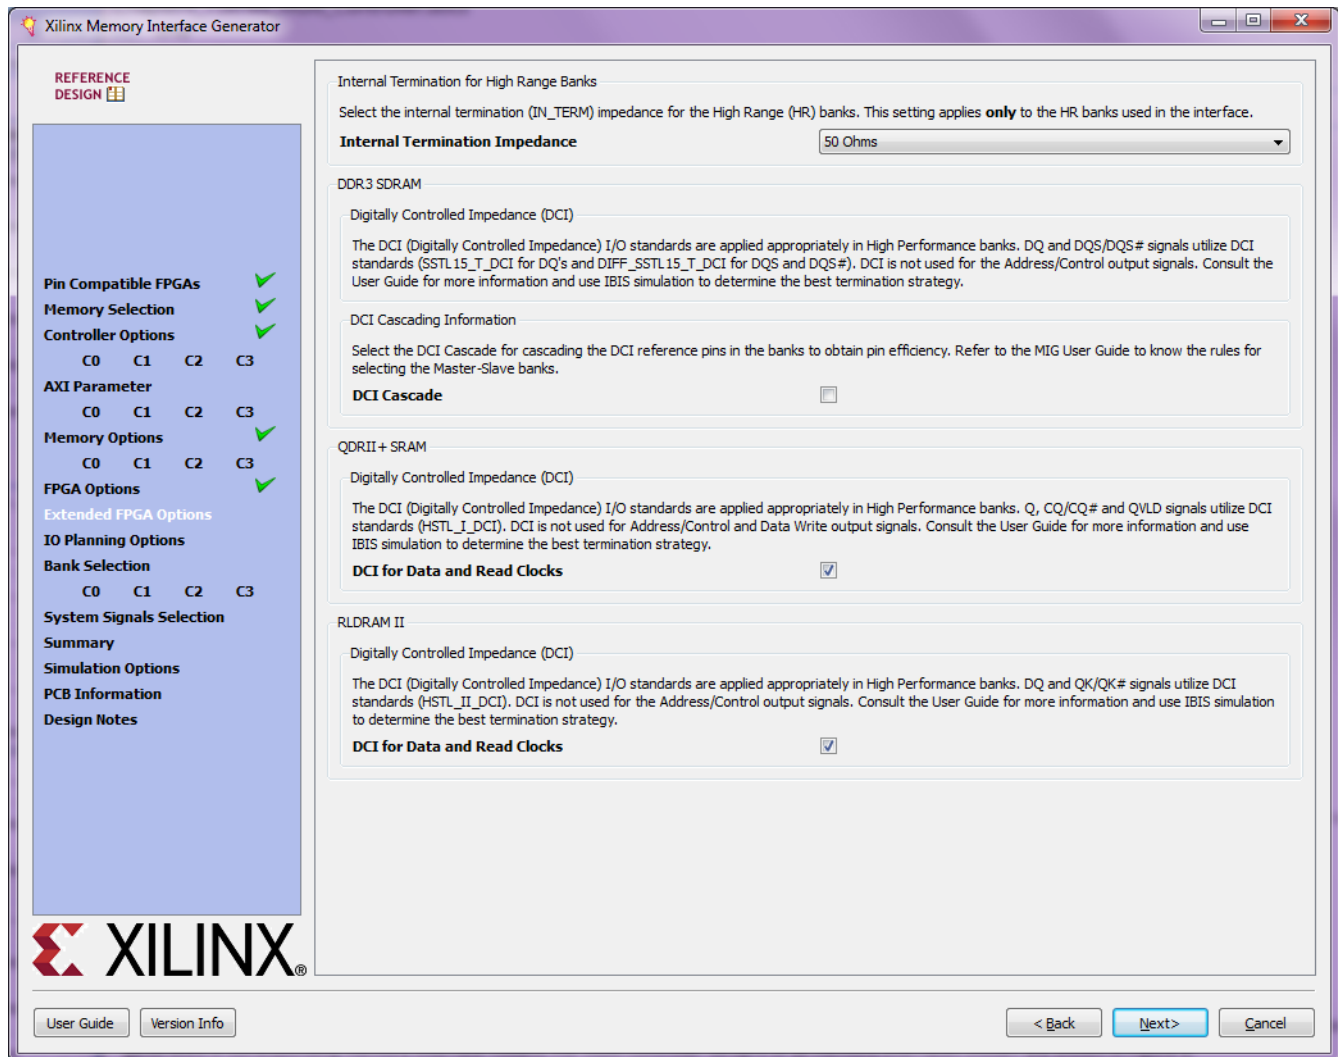 Xilinx Memory Interface Generator
REFERENCE
DESIGN
Pin Compatible FPGAs
Memory Selection
Controller Options
C0 C1 C2 C3
AXI Parameter
C0 C1 C2 C3
Memory Options
C0 C1 C2 C3
FPGA Options
Extended FPGA Options
IO Planning Options
Bank Selection
C0 C1 C2 C3
System Signals Selection
Summary
Simulation Options
PCB Information
Design Notes
XILINX®
Internal Termination for High Range Banks
Select the internal termination (IN_TERM) impedance for the High Range (HR) banks. This setting applies only to the HR banks used in the interface.
Internal Termination Impedance 50 Ohms
DDR3 SDRAM
Digitally Controlled Impedance (DCI)
The DCI (Digitally Controlled Impedance) I/O standards are applied appropriately in High Performance banks. DQ and DQS/DQS# signals utilize DCI
standards (SSTL15_T_DCI for DQ's and DIFF_SSTL15_T_DCI for DQS and DQS#). DCI is not used for the Address/Control output signals. Consult the
User Guide for more information and use IBIS simulation to determine the best termination strategy.
DCI Cascading Information
Select the DCI Cascade for cascading the DCI reference pins in the banks to obtain pin efficiency. Refer to the MIG User Guide to know the rules for
selecting the Master-Slave banks.
DCI Cascade
QDRII+ SRAM
Digitally Controlled Impedance (DCI)
The DCI (Digitally Controlled Impedance) I/O standards are applied appropriately in High Performance banks. Q, CQ/CQ# and QVLD signals utilize DCI
standards (HSTL_I_DCI). DCI is not used for Address/Control and Data Write output signals. Consult the User Guide for more information and use
IBIS simulation to determine the best termination strategy.
DCI for Data and Read Clocks
RLDRAM II
Digitally Controlled Impedance (DCI)
The DCI (Digitally Controlled Impedance) I/O standards are applied appropriately in High Performance banks. DQ and QK/QK# signals utilize DCI
standards (HSTL_II_DCI). DCI is not used for the Address/Control output signals. Consult the User Guide for more information and use IBIS simulation
to determine the best termination strategy.
DCI for Data and Read Clocks
User Guide Version Info < Back Next> Cancel